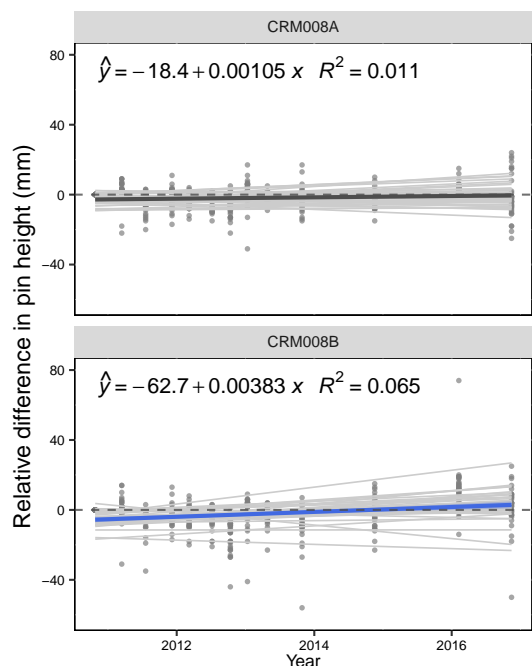 CRM008A
80
ŷ = −18.4 + 0.00105 x R² = 0.011
40
0
−40
CRM008B
80
ŷ = −62.7 + 0.00383 x R² = 0.065
40
0
−40
2012 2014 2016
Year
Relative difference in pin height (mm)